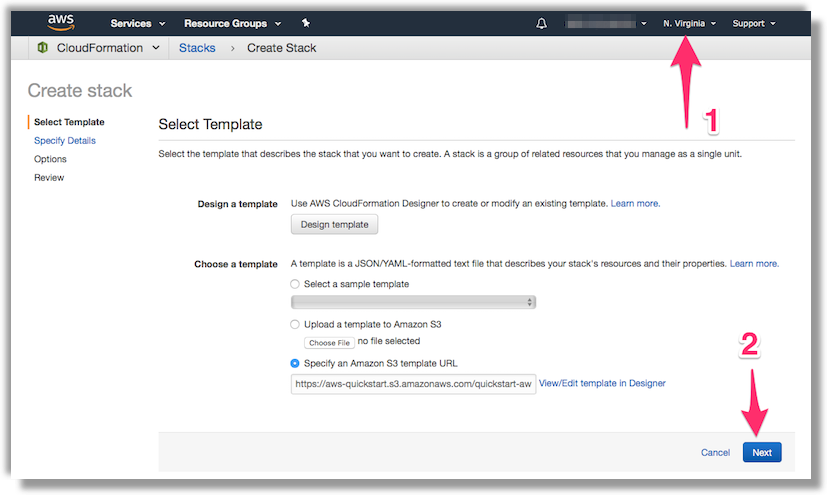 aws Services Resource Groups N. Virginia Support
CloudFormation Stacks › Create Stack
1
Create stack
Select Template
Specify Details
Options
Review
Select Template
Select the template that describes the stack that you want to create. A stack is a group of related resources that you manage as a single unit.
Design a template Use AWS CloudFormation Designer to create or modify an existing template. Learn more.
Design template
Choose a template A template is a JSON/YAML-formatted text file that describes your stack's resources and their properties. Learn more.
Select a sample template
Upload a template to Amazon S3
Choose File no file selected
2
Specify an Amazon S3 template URL
https://aws-quickstart.s3.amazonaws.com/quickstart-aw View/Edit template in Designer
Cancel Next